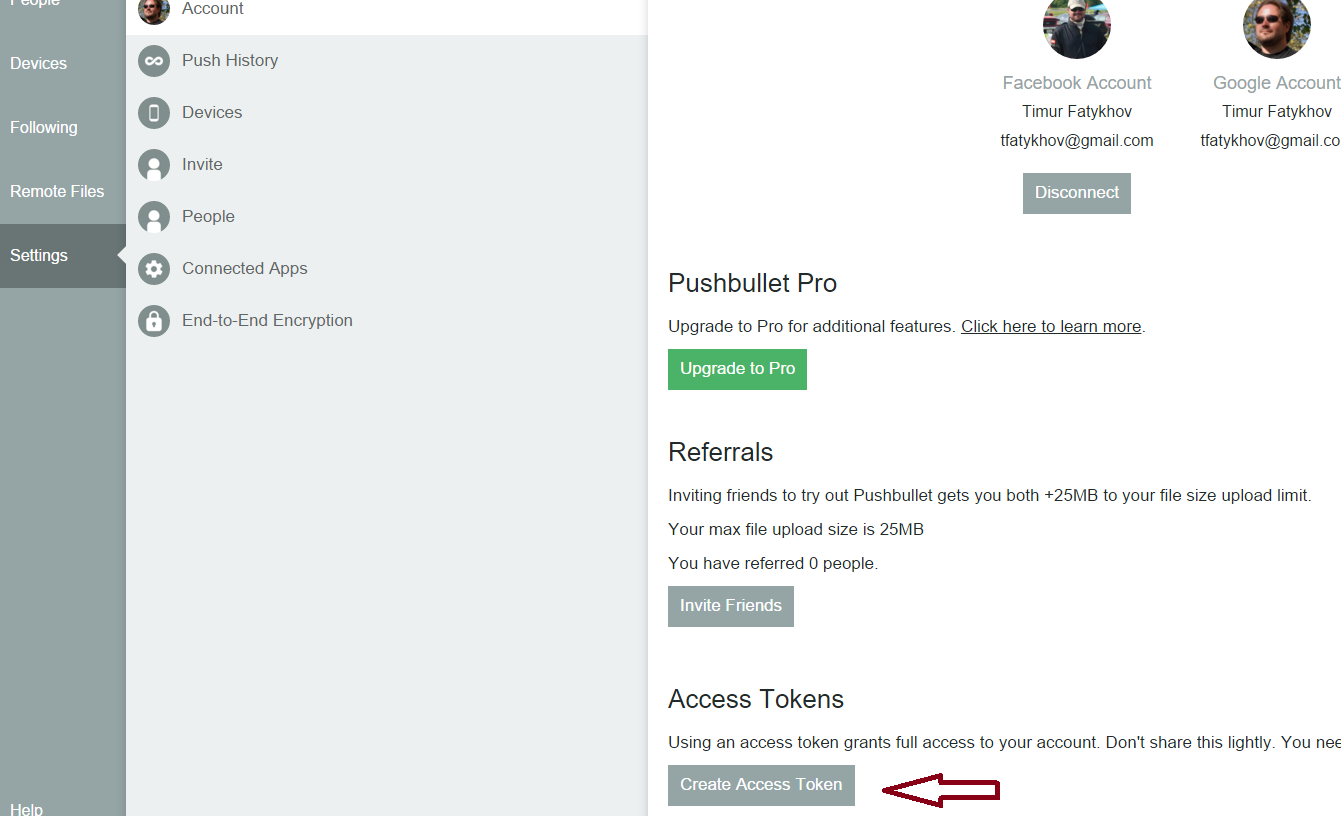 People
Devices
Following
Remote Files
Settings
Help
Account
Push History
Devices
Invite
People
Connected Apps
End-to-End Encryption
Facebook Account
Timur Fatykhov
tfatykhov@gmail.com
Disconnect
Google Account
Timur Fatykhov
tfatykhov@gmail.co
Pushbullet Pro
Upgrade to Pro for additional features. Click here to learn more.
Upgrade to Pro
Referrals
Inviting friends to try out Pushbullet gets you both +25MB to your file size upload limit.
Your max file upload size is 25MB
You have referred 0 people.
Invite Friends
Access Tokens
Using an access token grants full access to your account. Don't share this lightly. You nee
Create Access Token